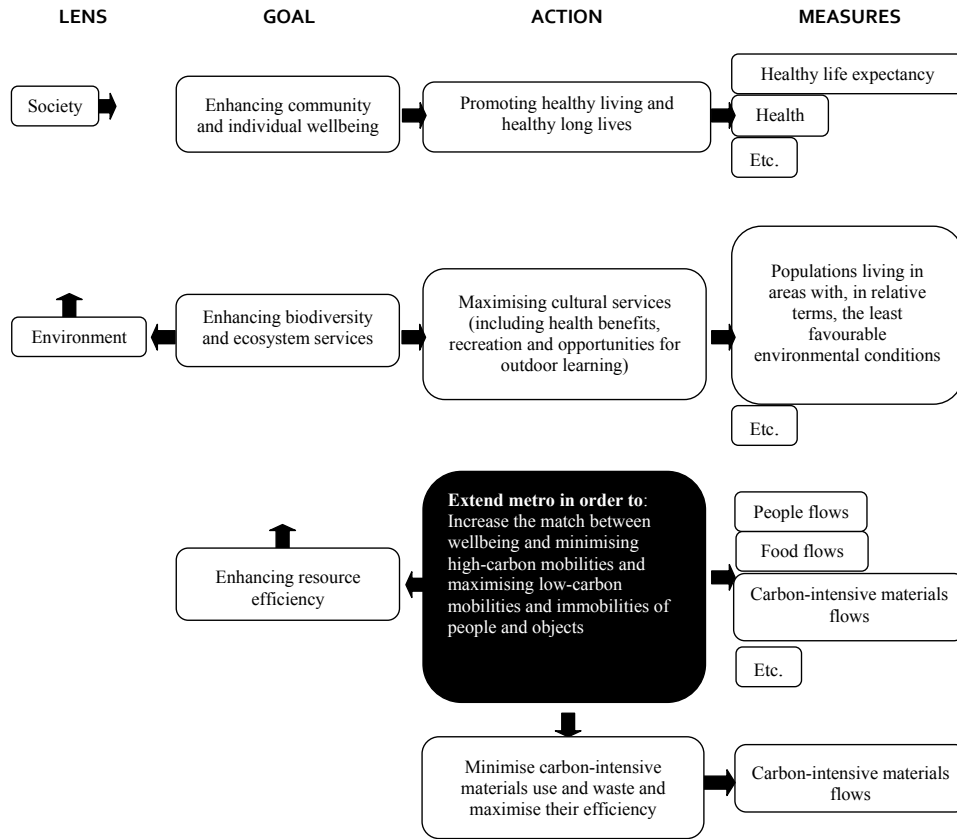 LENS
GOAL
ACTION
MEASURES
Society
Enhancing community
and individual wellbeing
Promoting healthy living and
healthy long lives
Healthy life expectancy
Health
Etc.
Environment
Enhancing biodiversity
and ecosystem services
Maximising cultural services
(including health benefits,
recreation and opportunities for
outdoor learning)
Populations living in
areas with, in relative
terms, the least
favourable
environmental conditions
Etc.
Enhancing resource
efficiency
Extend metro in order to:
Increase the match between
wellbeing and minimising
high-carbon mobilities and
maximising low-carbon
mobilities and immobilities of
people and objects
People flows
Food flows
Carbon-intensive materials
flows
Etc.
Minimise carbon-intensive
materials use and waste and
maximise their efficiency
Carbon-intensive materials
flows